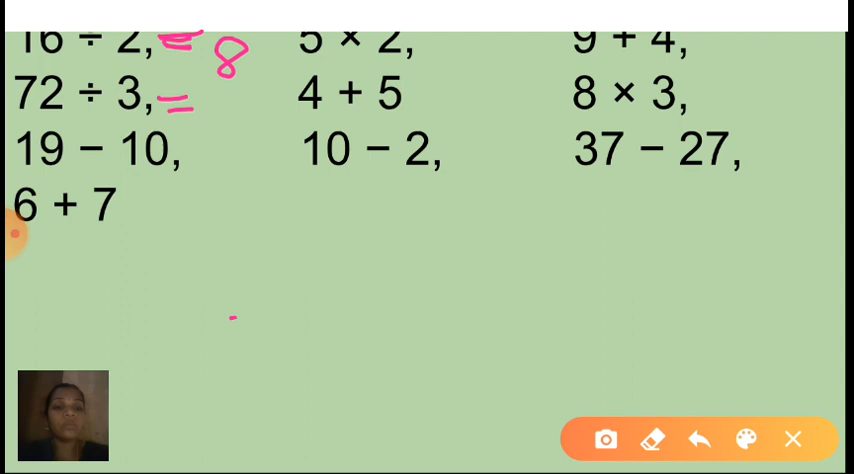 16 ÷ 2, = 8 5 × 2, 9 + 4,
72 ÷ 3, = 4 + 5 8 × 3,
19 − 10, 10 − 2, 37 − 27,
6 + 7